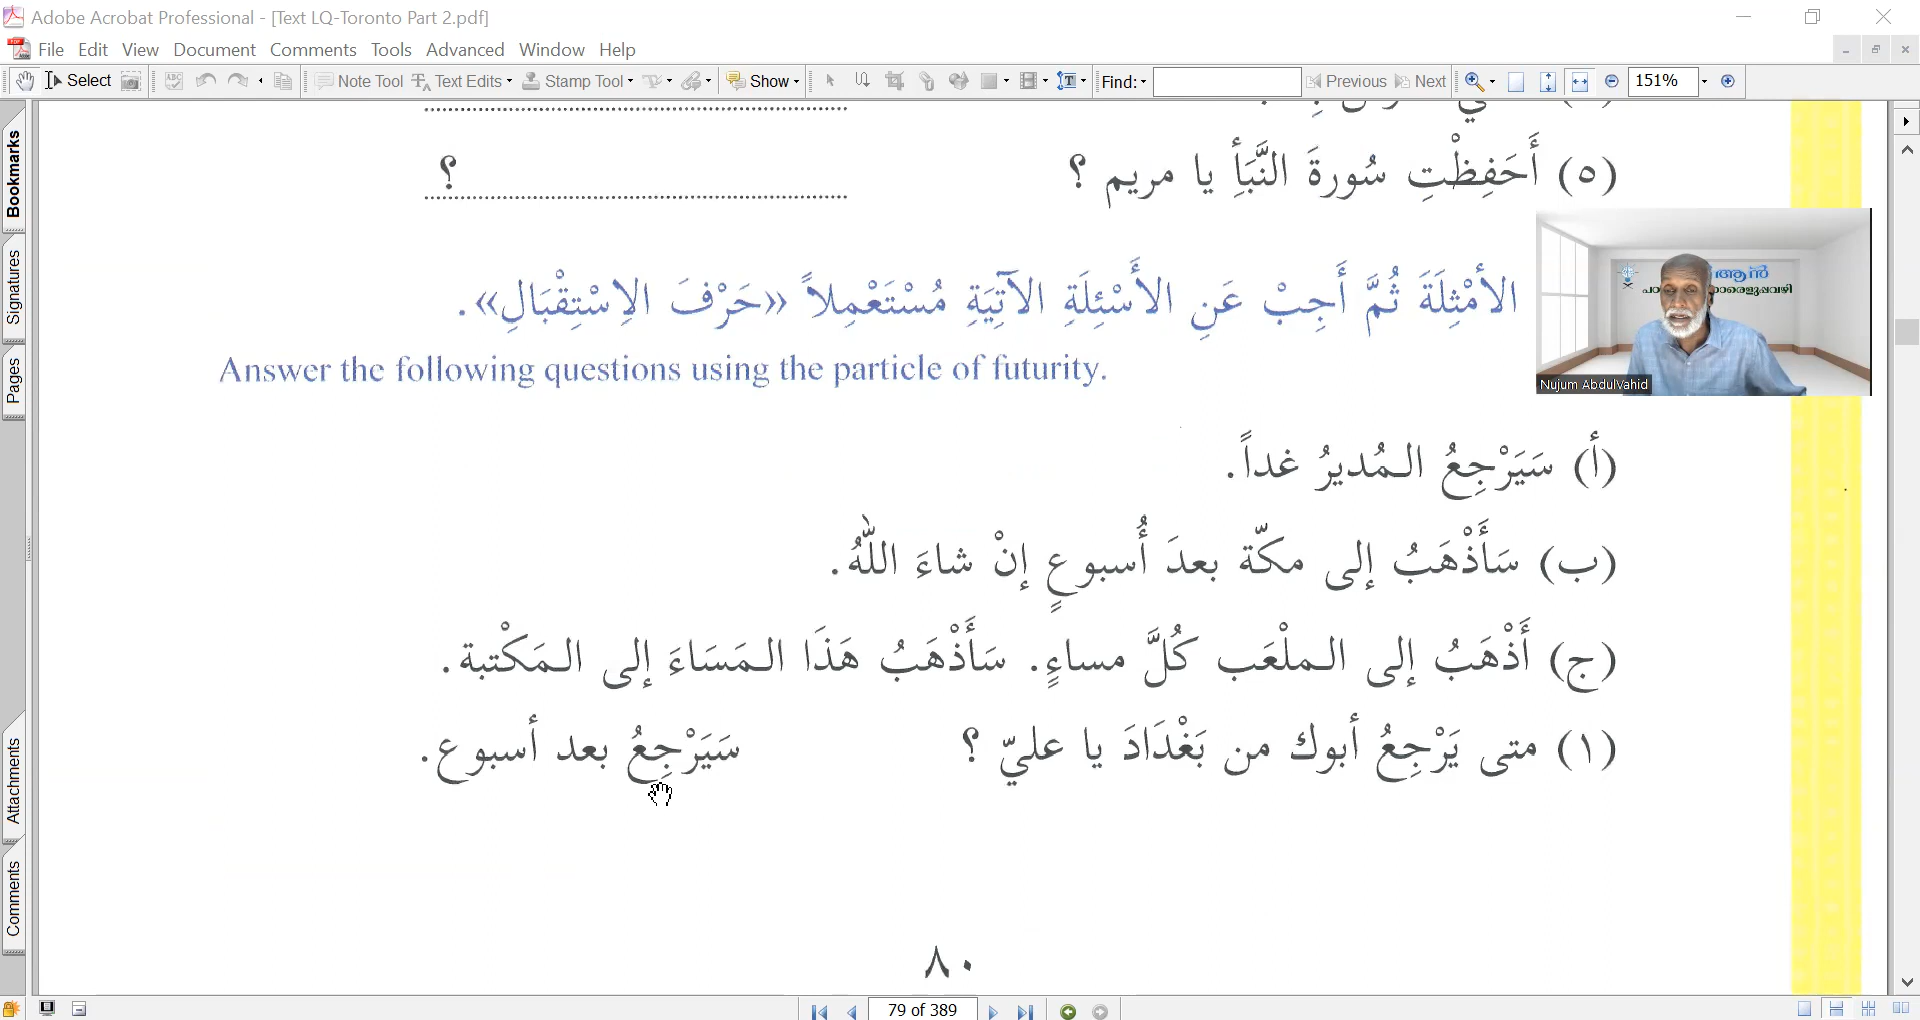 Adobe Acrobat Professional - [Text LQ-Toronto Part 2.pdf]
File Edit View Document Comments Tools Advanced Window Help
Select Note Tool Text Edits Stamp Tool Show Find: Previous Next 151%
Bookmarks
Signatures
Pages
Attachments
Comments
(٥) أَحَفِظْتِ سُورةَ النَّبَأِ يا مريم ؟
؟
الأَمْثِلَةَ ثُمَّ أَجِبْ عَنِ الأَسْئِلَةِ الآتِيَةِ مُسْتَعْمِلاً «حَرْفَ الاِسْتِقْبَالِ».
Answer the following questions using the particle of futurity.
Nujum AbdulVahid
(أ) سَيَرْجِعُ الـمُديرُ غداً.
(ب) سَأَذْهَبُ إلى مكّة بعدَ أُسبوعٍ إنْ شاءَ اللهُ.
(ج) أَذْهَبُ إلى الـملْعَب كُلَّ مساءٍ. سَأَذْهَبُ هَذَا الـمَسَاءَ إلى الـمَكْتبة.
(١) متى يَرْجِعُ أبوك من بَغْدَادَ يا عليّ ؟ سَيَرْجِعُ بعد أسبوع.
٨٠
79 of 389